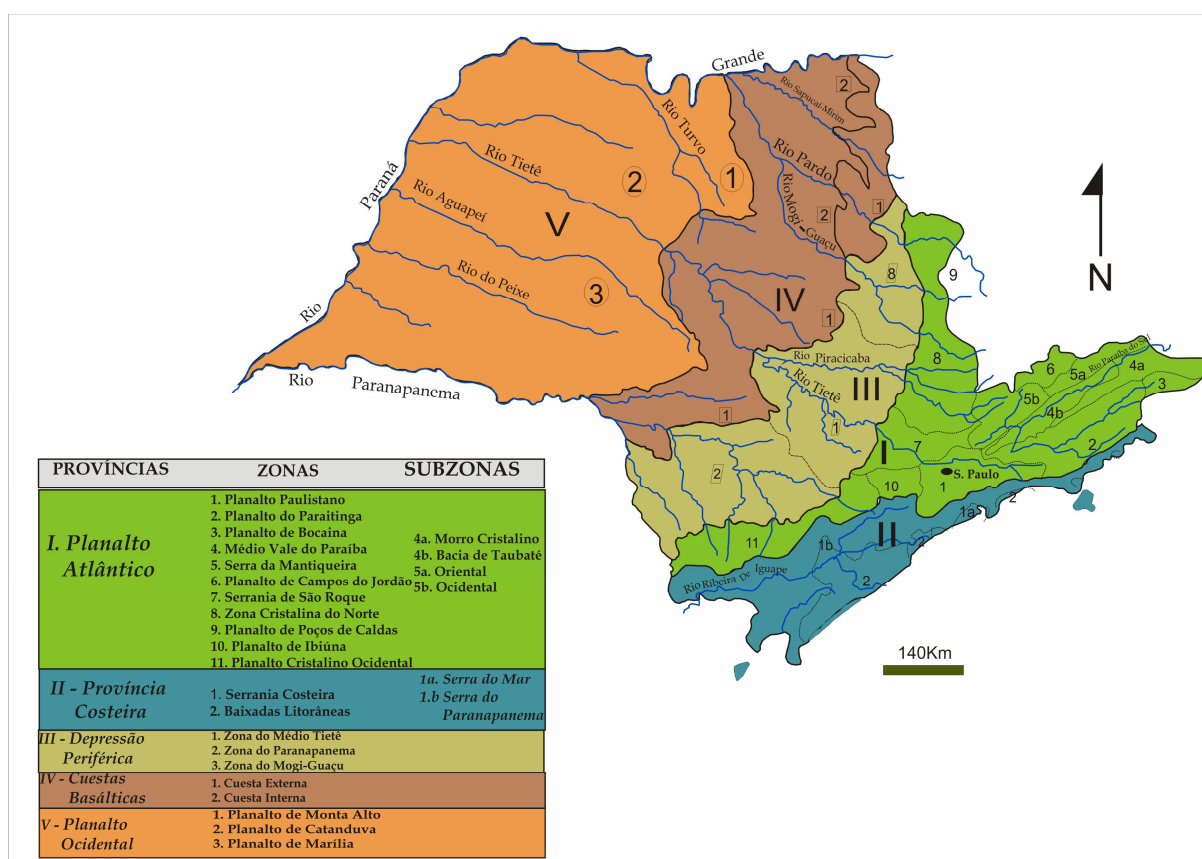 Grande
Rio Sapucaí-Mirim
2
Rio Turvo
Rio Pardo
Rio Mogi-Guaçu
Rio Tietê
2
1
2
1
Paraná
Rio Aguapeí
V
N
8
9
Rio do Peixe
3
IV
1
Rio
Rio Piracicaba
8
Rio Paraíba do Sul
6
5a
4a
3
Rio
Paranapanema
Rio Tietê
III
5b
4b
1
1
I
7
2
2
S. Paulo
10
1
2
1a
II
11
1b
2
Rio Ribeira De Iguape
2
140Km
PROVÍNCIAS
ZONAS
SUBZONAS
I. Planalto
Atlântico
1. Planalto Paulistano
2. Planalto do Paraitinga
3. Planalto de Bocaina
4. Médio Vale do Paraíba
5. Serra da Mantiqueira
6. Planalto de Campos do Jordão
7. Serrania de São Roque
8. Zona Cristalina do Norte
9. Planalto de Poços de Caldas
10. Planalto de Ibiúna
11. Planalto Cristalino Ocidental
4a. Morro Cristalino
4b. Bacia de Taubaté
5a. Oriental
5b. Ocidental
II - Província
Costeira
1. Serrania Costeira
2. Baixadas Litorâneas
1a. Serra do Mar
1.b Serra do
Paranapanema
III - Depressão
Periférica
1. Zona do Médio Tietê
2. Zona do Paranapanema
3. Zona do Mogi-Guaçu
IV - Cuestas
Basálticas
1. Cuesta Externa
2. Cuesta Interna
V - Planalto
Ocidental
1. Planalto de Monta Alto
2. Planalto de Catanduva
3. Planalto de Marília